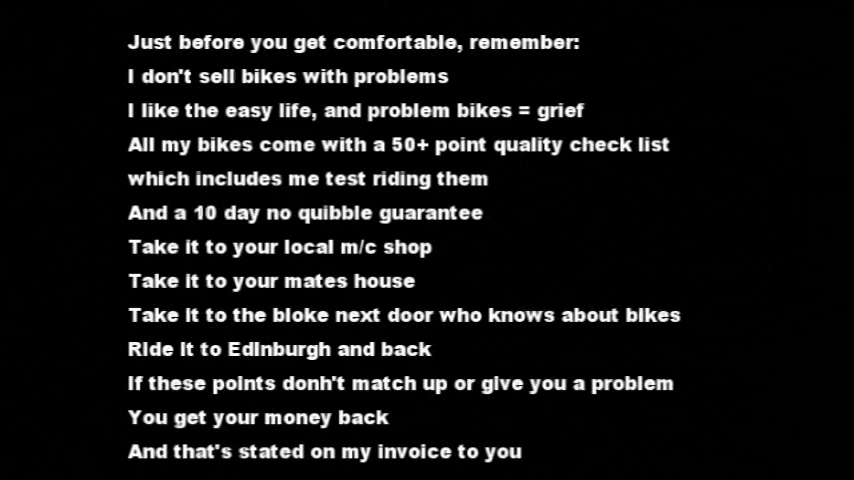 Just before you get comfortable, remember:
I don't sell bikes with problems
I like the easy life, and problem bikes = grief
All my bikes come with a 50+ point quality check list
which includes me test riding them
And a 10 day no quibble guarantee
Take it to your local m/c shop
Take it to your mates house
Take it to the bloke next door who knows about bikes
Ride it to Edinburgh and back
If these points donh't match up or give you a problem
You get your money back
And that's stated on my invoice to you